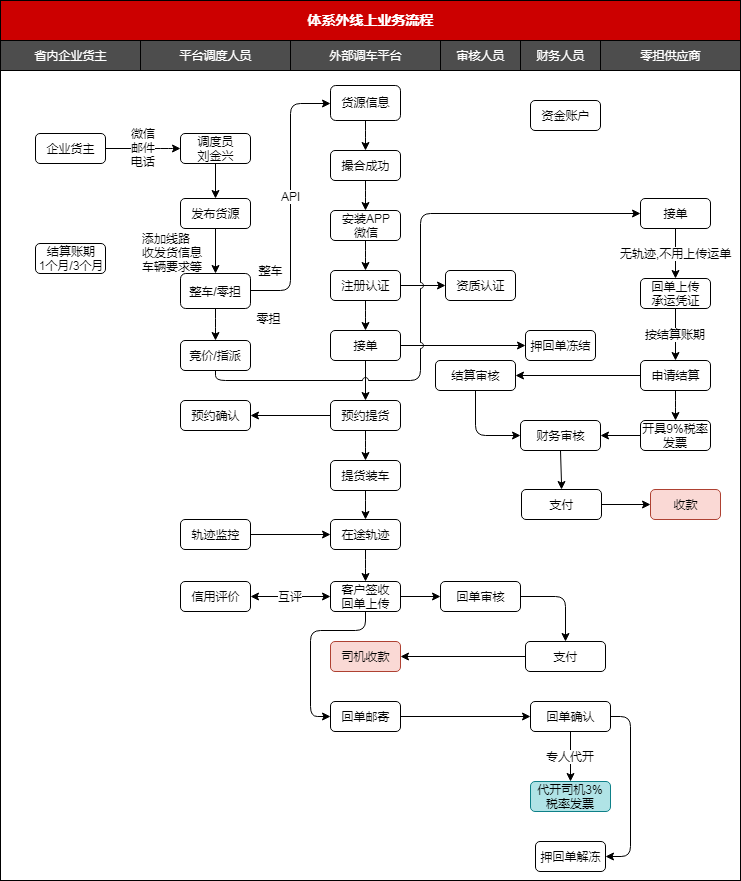 体系外线上业务流程
省内企业货主
平台调度人员
外部调车平台
审核人员
财务人员
零担供应商
货源信息
资金账户
企业货主
微信
邮件
电话
调度员
刘金兴
撮合成功
API
发布货源
安装APP
微信
接单
添加线路
收发货信息
车辆要求等
无轨迹,不用上传运单
结算账期
1个月/3个月
整车
整车/零担
注册认证
资质认证
回单上传
承运凭证
零担
按结算账期
竞价/指派
接单
押回单冻结
结算审核
申请结算
预约确认
预约提货
财务审核
开具9%税率
发票
提货装车
支付
收款
轨迹监控
在途轨迹
信用评价
互评
客户签收
回单上传
回单审核
司机收款
支付
回单邮寄
回单确认
专人代开
代开司机3%
税率发票
押回单解冻